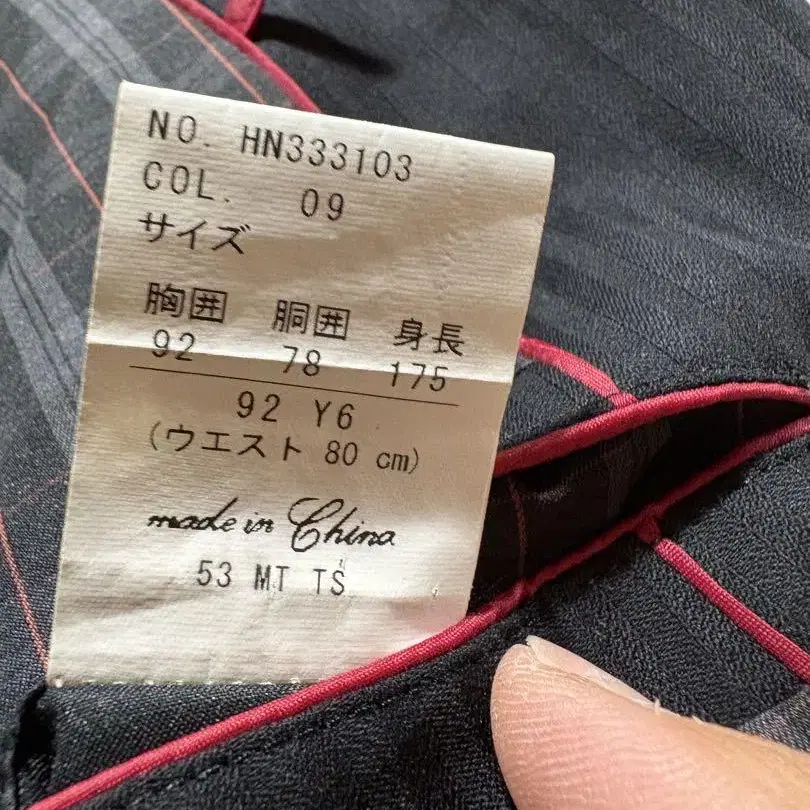 NO. HN333103
COL. 09
サイズ
胸囲 胴囲 身長
92 78 175
92 Y6
(ウエスト 80 cm)
made in China
53 MT TS